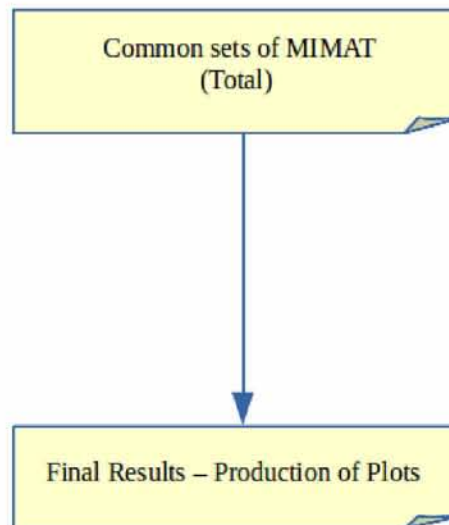 Common sets of MIMAT
(Total)
Final Results – Production of Plots